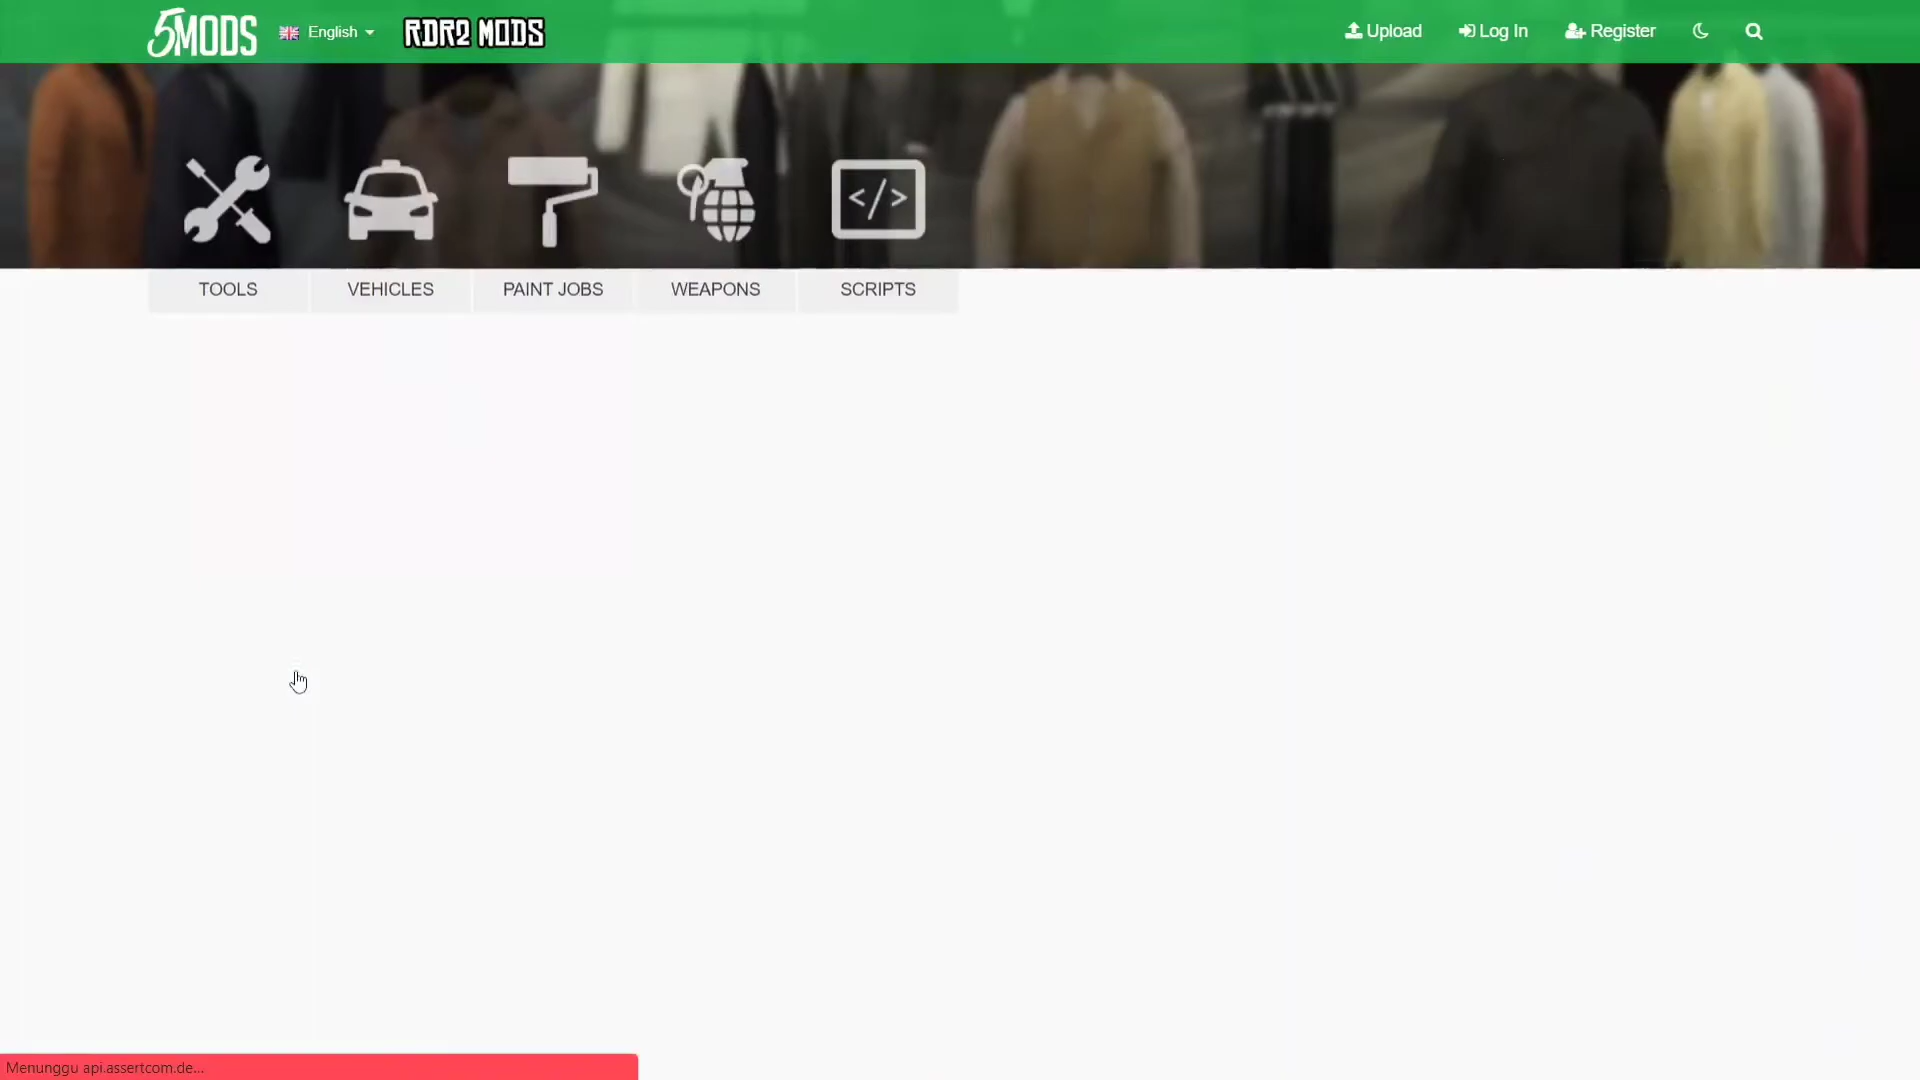 5MODS
English
RDR2 MODS
Upload
Log In
Register
</>
TOOLS
VEHICLES
PAINT JOBS
WEAPONS
SCRIPTS
Menunggu api.assertcom.de...